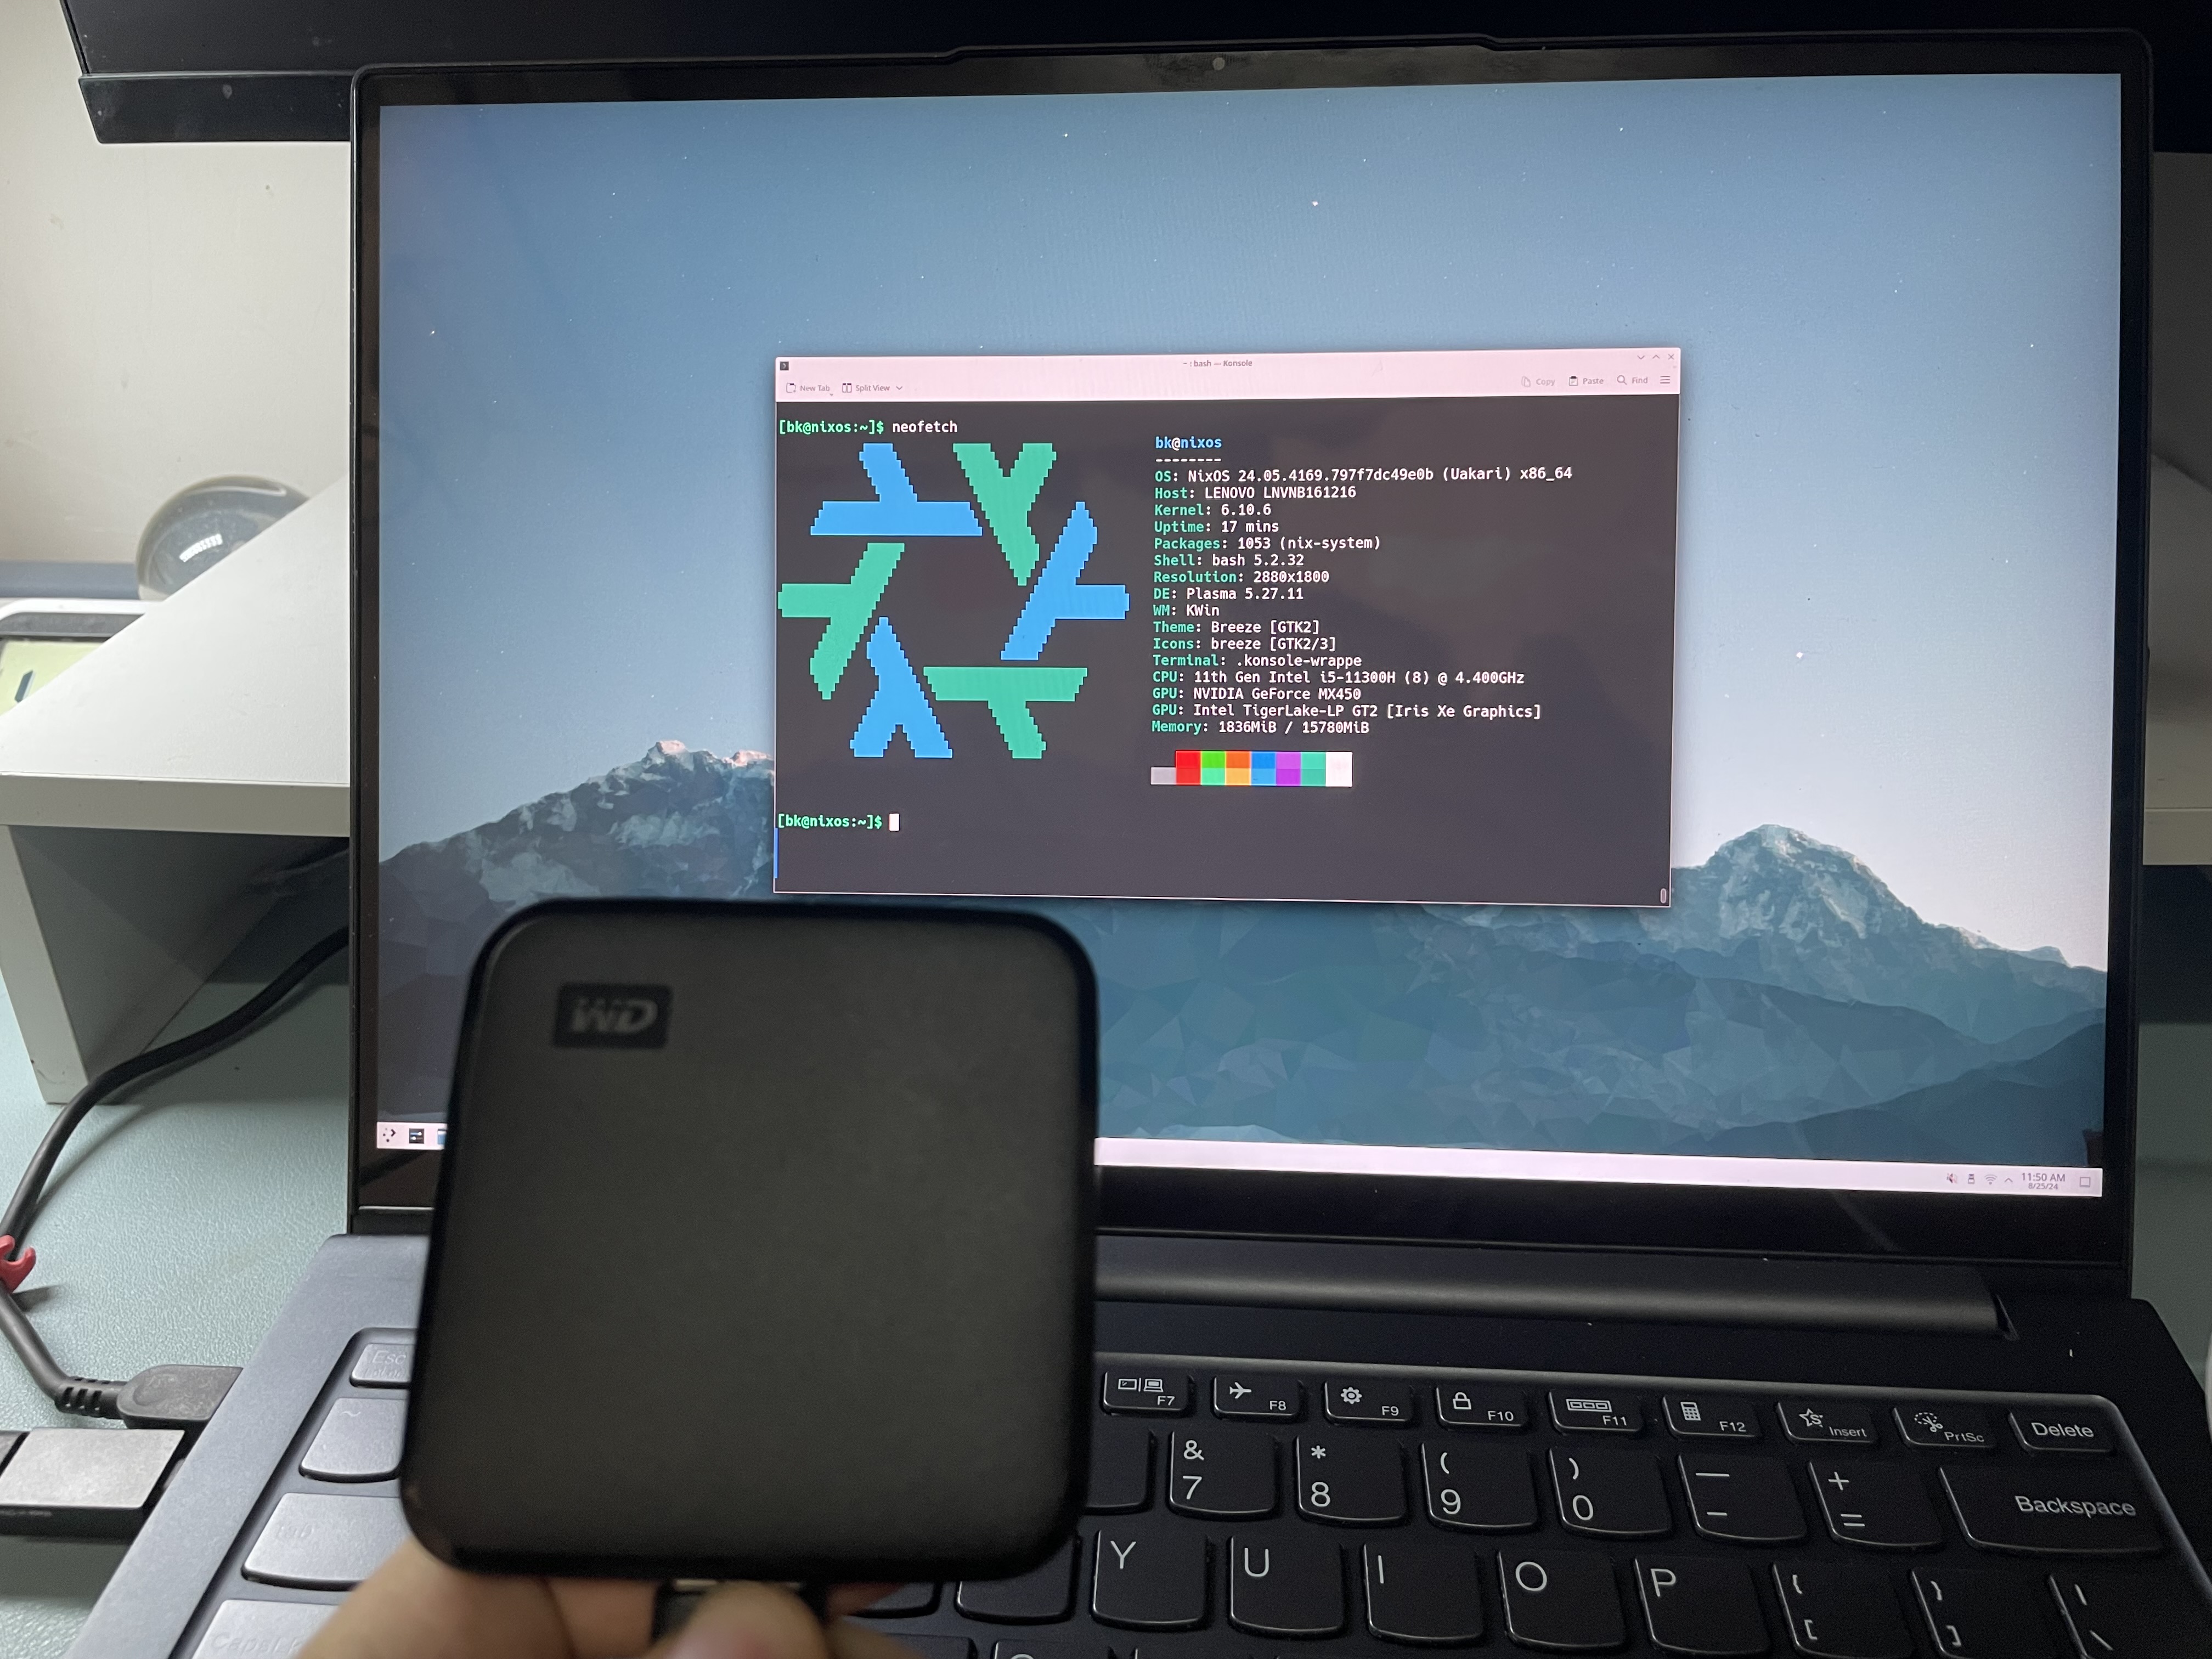 ~ : bash — Konsole
New Tab Split View Copy Paste Find
[bk@nixos:~]$ neofetch
bk@nixos
--------
OS: NixOS 24.05.4169.797f7dc49e0b (Uakari) x86_64
Host: LENOVO LNVNB161216
Kernel: 6.10.6
Uptime: 17 mins
Packages: 1053 (nix-system)
Shell: bash 5.2.32
Resolution: 2880x1800
DE: Plasma 5.27.11
WM: KWin
Theme: Breeze [GTK2]
Icons: breeze [GTK2/3]
Terminal: .konsole-wrappe
CPU: 11th Gen Intel i5-11300H (8) @ 4.400GHz
GPU: NVIDIA GeForce MX450
GPU: Intel TigerLake-LP GT2 [Iris Xe Graphics]
Memory: 1836MiB / 15780MiB
[bk@nixos:~]$
WD
11:50 AM
8/25/24
Esc F7 F8 F9 F10 F11 F12 Insert PrtSc Delete
~ & * ( ) — +
7 8 9 0 - = Backspace
Y U I O P { } |
[ ] \